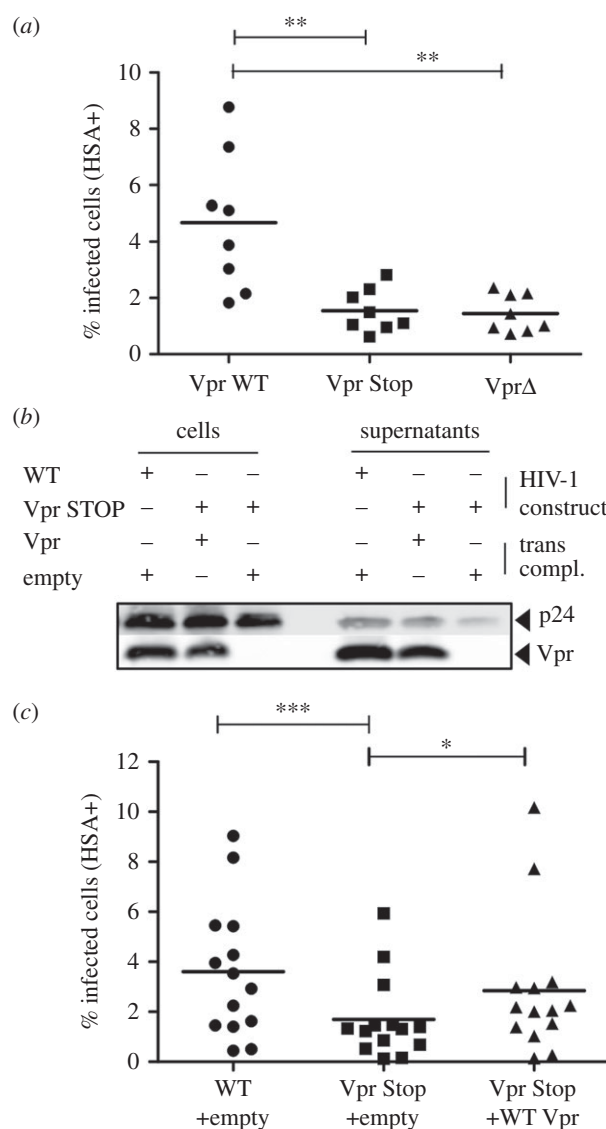 (a)
** 
**
10
8
6
4
2
0
% infected cells (HSA+)
Vpr WT Vpr Stop VprΔ
(b)
cells supernatants
WT + – – + – – HIV-1
Vpr STOP – + + – + + construct
Vpr – + – – + – trans
empty + – + + – + compl.
p24
Vpr
(c)
***
*
12
10
8
6
4
2
0
% infected cells (HSA+)
WT Vpr Stop Vpr Stop
+empty +empty +WT Vpr